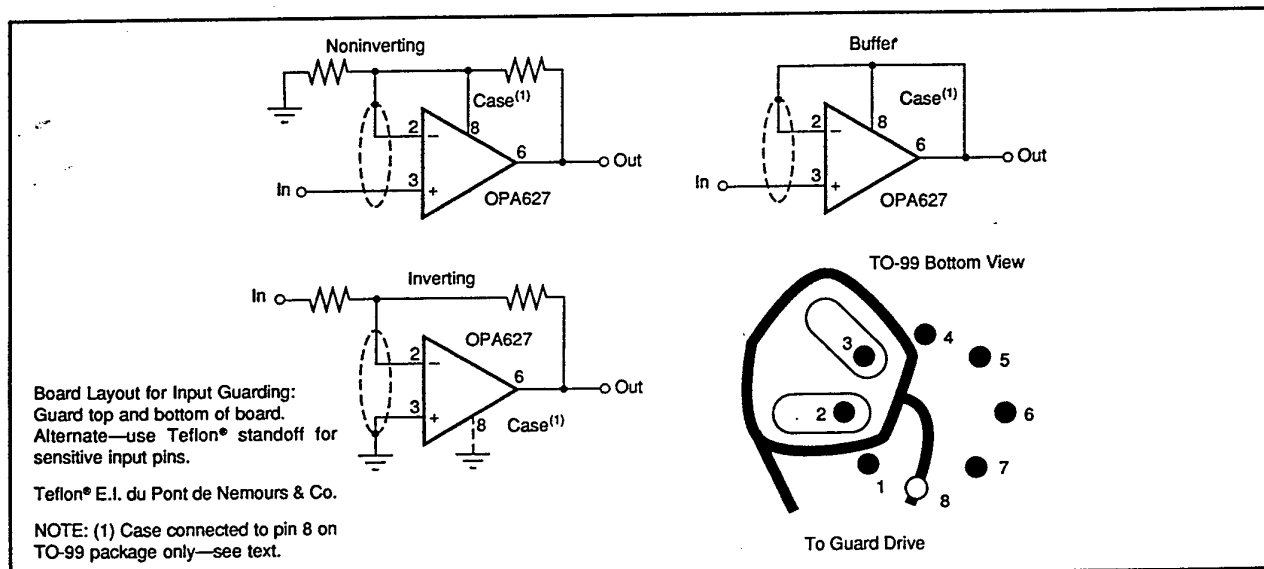 Noninverting
Case(1)
2
−
8
6
Out
In
3
+
OPA627
Buffer
Case(1)
2
−
8
6
Out
In
3
+
OPA627
Inverting
In
OPA627
2
−
6
Out
3
+
8
Case(1)
Board Layout for Input Guarding:
Guard top and bottom of board.
Alternate—use Teflon® standoff for
sensitive input pins.
Teflon® E.I. du Pont de Nemours & Co.
NOTE: (1) Case connected to pin 8 on
TO-99 package only—see text.
TO-99 Bottom View
3
4
5
2
6
1
7
8
To Guard Drive